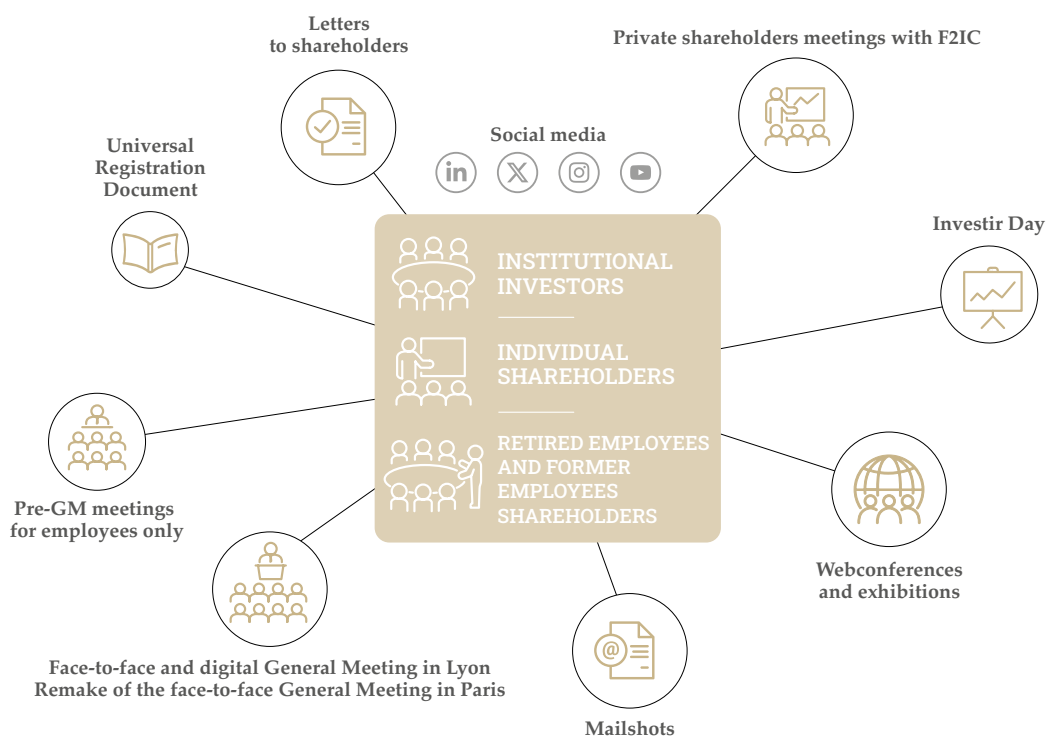 Letters
to shareholders
Private shareholders meetings with F2IC
Social media
in
X
Universal
Registration
Document
Investir Day
INSTITUTIONAL
INVESTORS
INDIVIDUAL
SHAREHOLDERS
RETIRED EMPLOYEES
AND FORMER
EMPLOYEES
SHAREHOLDERS
Pre-GM meetings
for employees only
Webconferences
and exhibitions
Face-to-face and digital General Meeting in Lyon
Remake of the face-to-face General Meeting in Paris
@
Mailshots